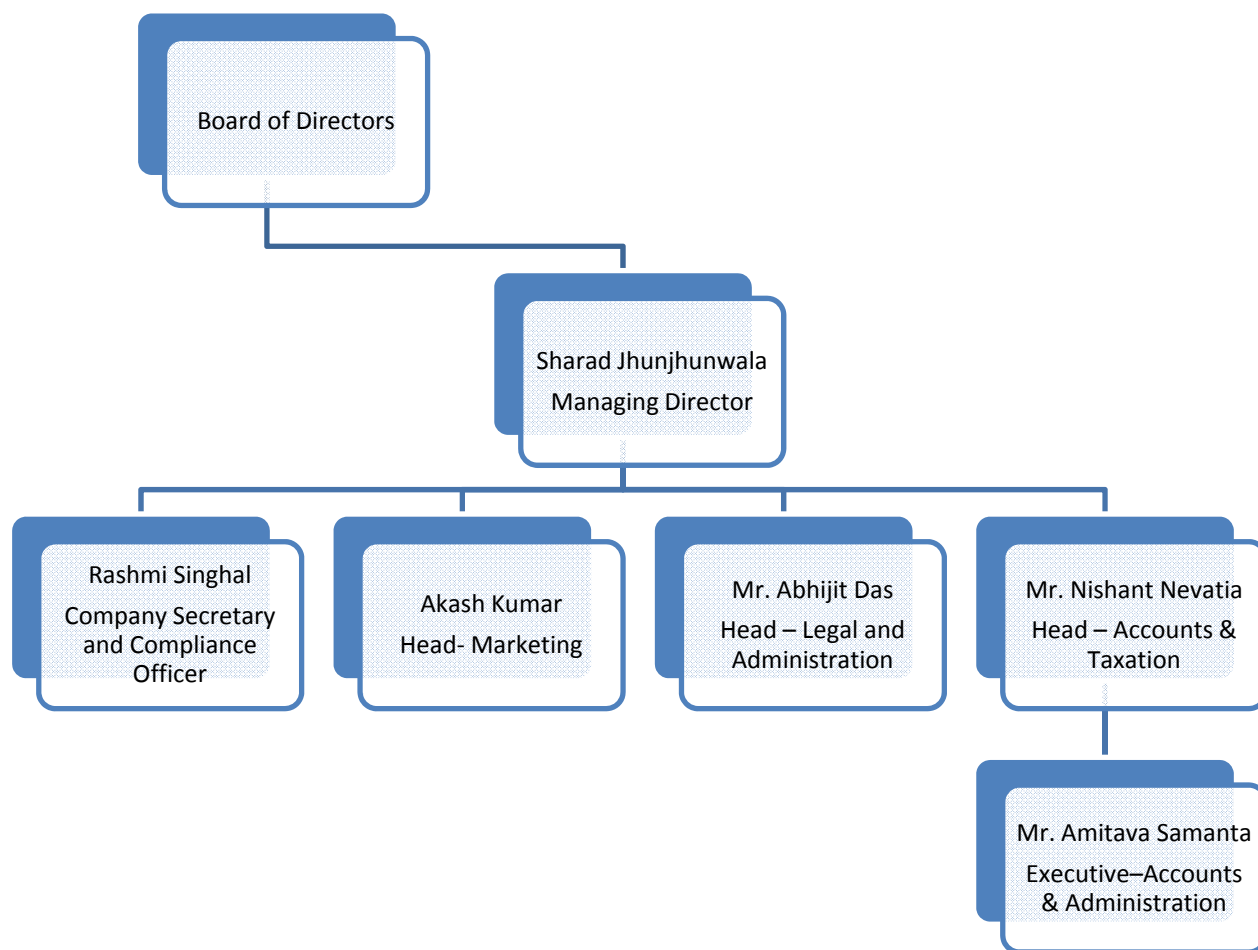 Board of Directors
Sharad Jhunjhunwala
Managing Director
Rashmi Singhal
Company Secretary
and Compliance
Officer
Akash Kumar
Head- Marketing
Mr. Abhijit Das
Head – Legal and
Administration
Mr. Nishant Nevatia
Head – Accounts &
Taxation
Mr. Amitava Samanta
Executive–Accounts
& Administration